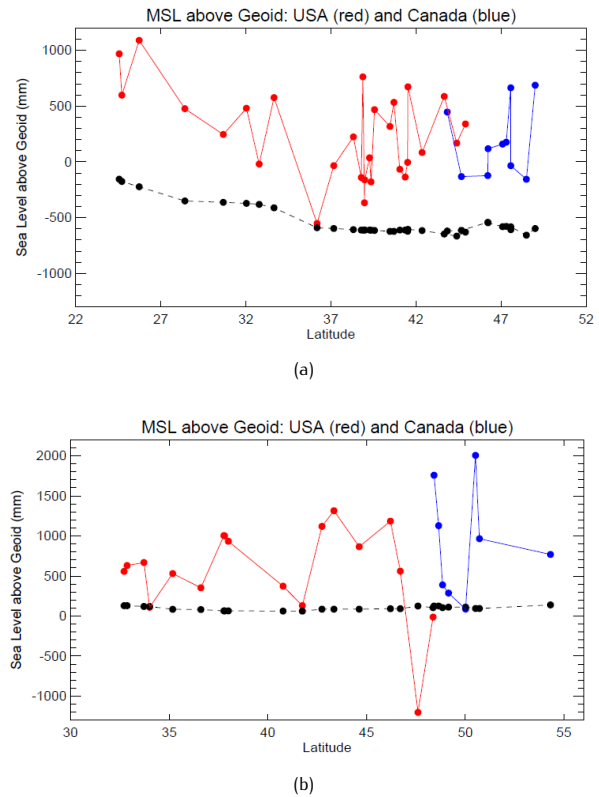 MSL above Geoid: USA (red) and Canada (blue)
Sea Level above Geoid (mm)
1000
500
0
-500
-1000
22 27 32 37 42 47 52
Latitude
(a)
MSL above Geoid: USA (red) and Canada (blue)
Sea Level above Geoid (mm)
2000
1500
1000
500
0
-500
-1000
30 35 40 45 50 55
Latitude
(b)